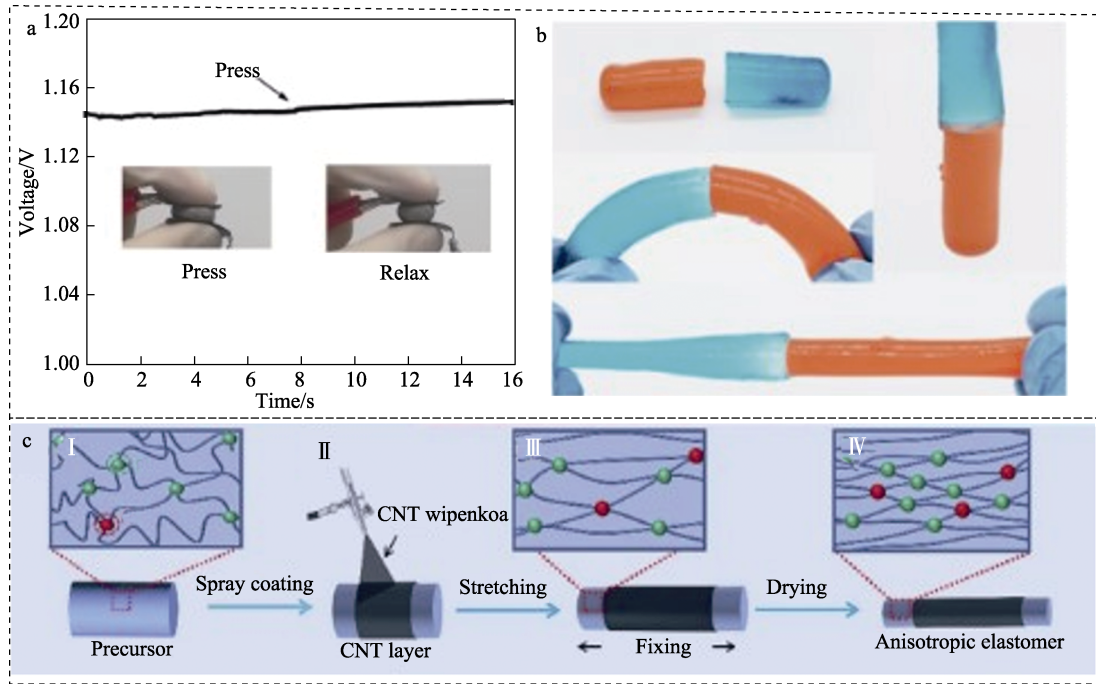 a
1.20
1.16
1.12
1.08
1.04
1.00
Voltage/V
Press
Press
Relax
0
2
4
6
8
10
12
14
16
Time/s
b
c
Ⅰ
Ⅱ
Ⅲ
Ⅳ
CNT wipenkoa
Spray coating
Stretching
Drying
Precursor
CNT layer
Fixing
Anisotropic elastomer